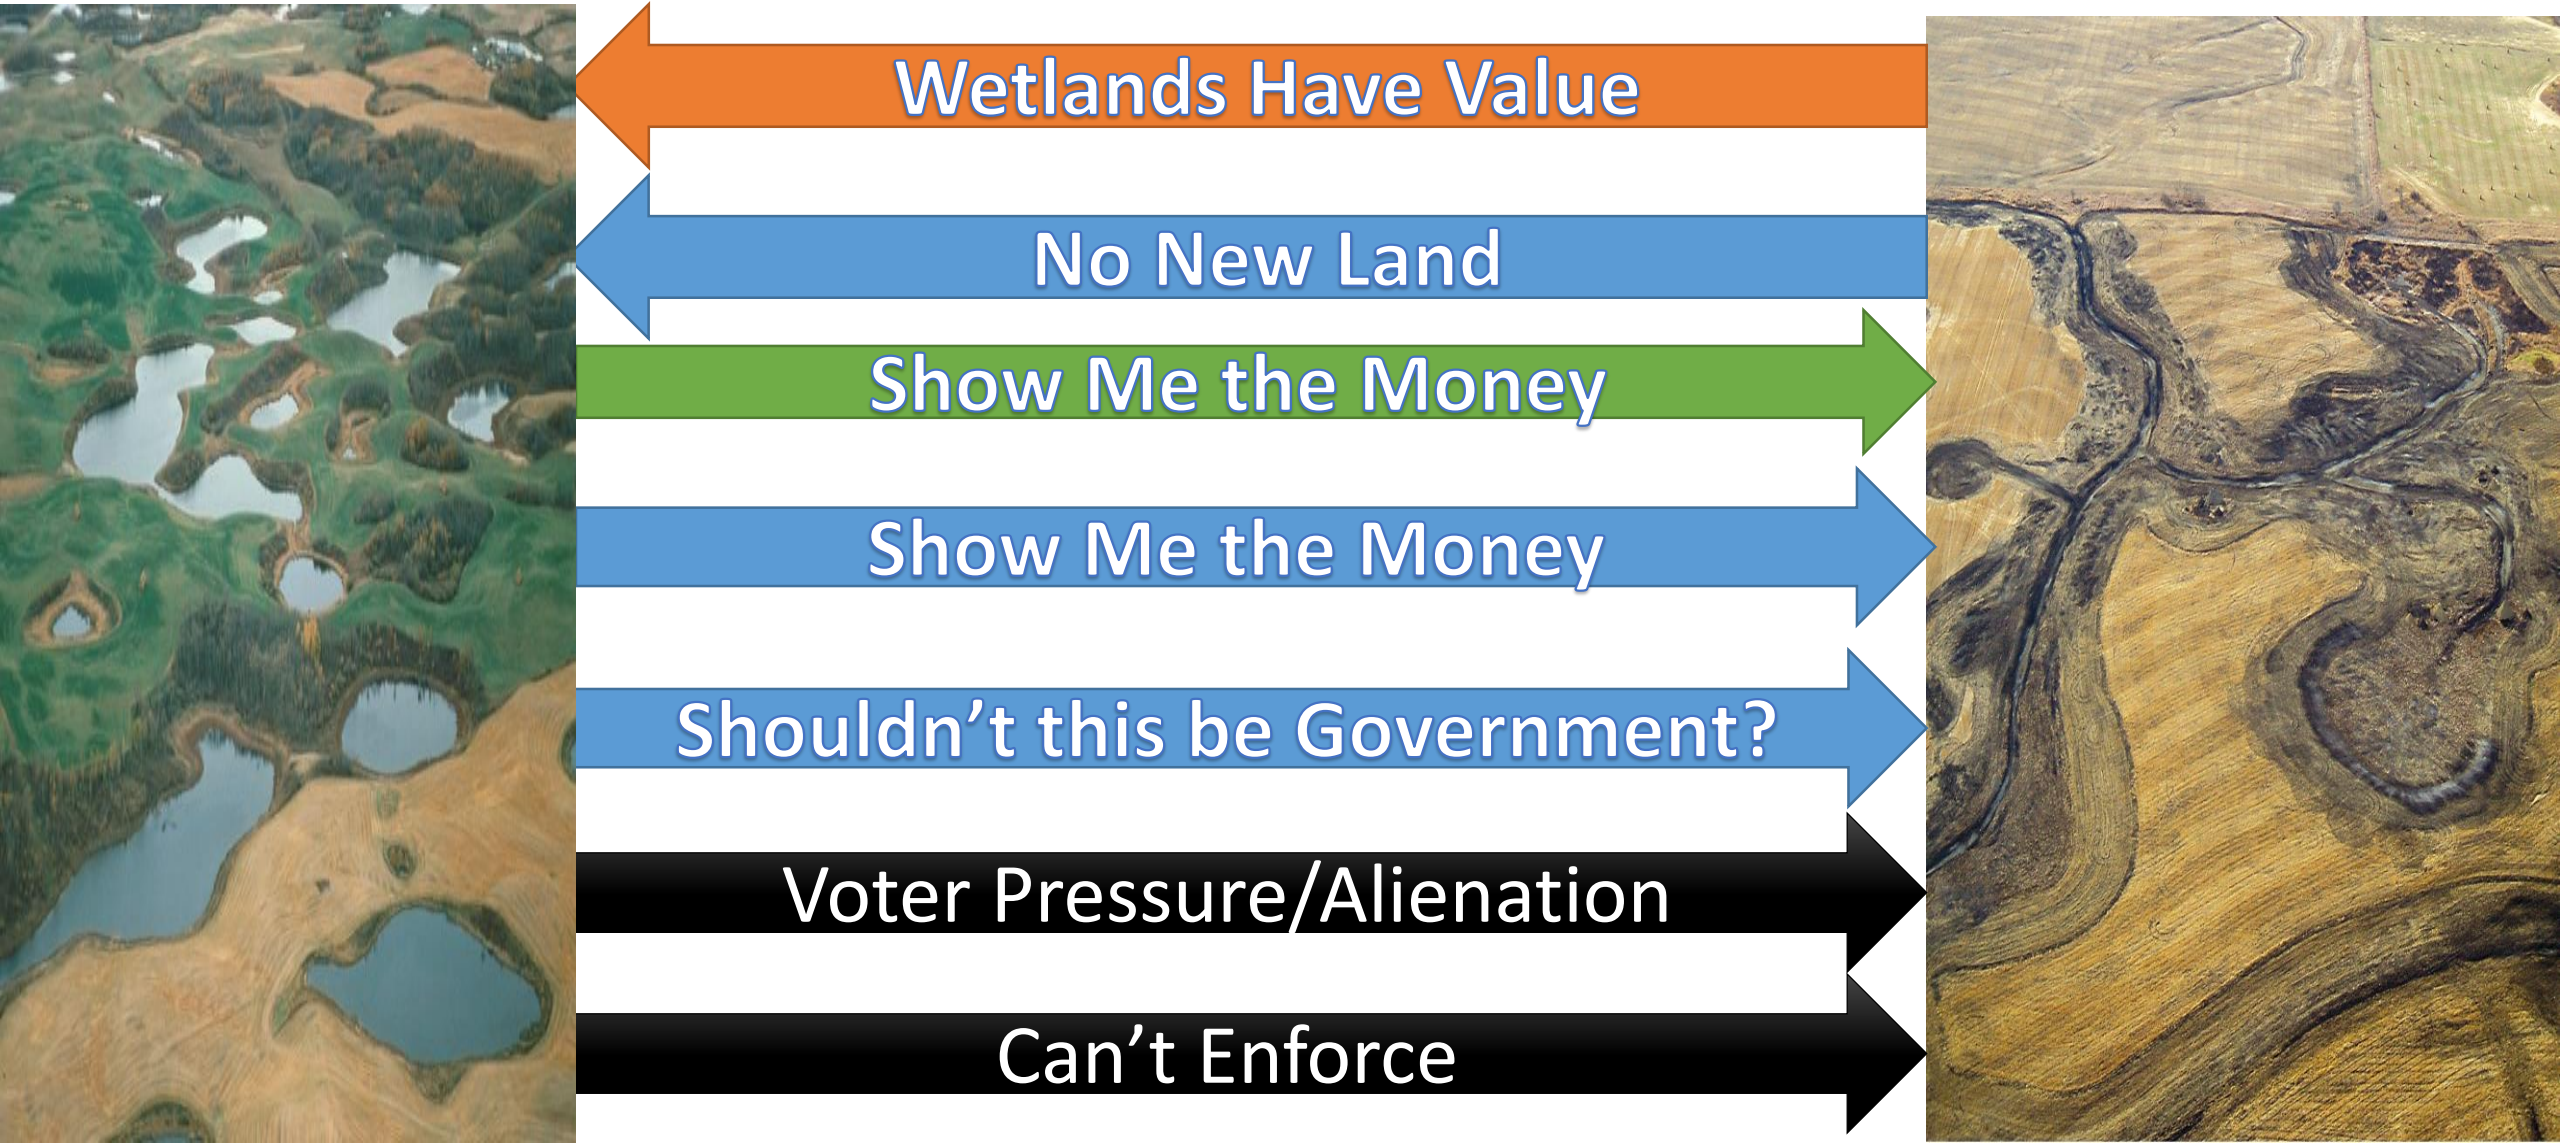 Wetlands Have Value
No New Land
Show Me the Money
Show Me the Money
Shouldn’t this be Government?
Voter Pressure/Alienation
Can’t Enforce